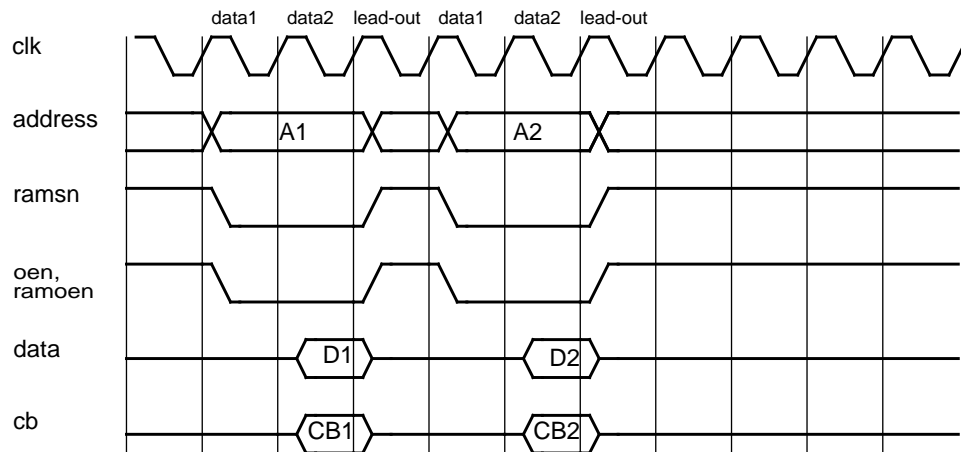 data1 data2 lead-out data1 data2 lead-out
clk
address A1 A2
ramsn
oen,
ramoen
data D1 D2
cb CB1 CB2